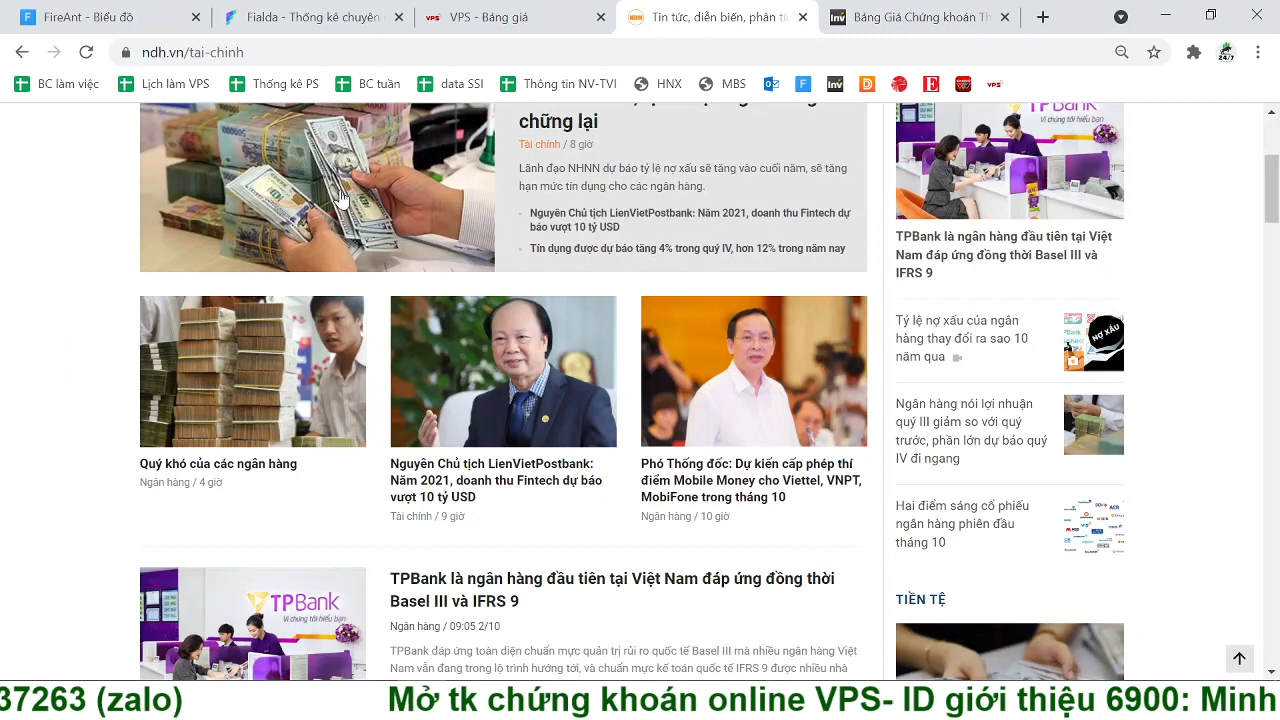 FireAnt - Biểu đồ
Fialda - Thống kê chuyên
VPS - Bảng giá
Tin tức, diễn biến, phân tí
Bảng Giá Chứng khoán Th
ndh.vn/tai-chinh
BC làm việc
Lịch làm VPS
Thống kê PS
BC tuần
data SSI
Thông tin NV-TVI
HNX
MBS
chững lại
Tài chính / 8 giờ
Lãnh đạo NHNN dự báo tỷ lệ nợ xấu sẽ tăng vào cuối năm, sẽ tăng
hạn mức tín dụng cho các ngân hàng.
Nguyên Chủ tịch LienVietPostbank: Năm 2021, doanh thu Fintech dự
báo vượt 10 tỷ USD
Tín dụng được dự báo tăng 4% trong quý IV, hơn 12% trong năm nay
TPBank
Vì chúng tôi hiểu bạn
TPBank là ngân hàng đầu tiên tại Việt
Nam đáp ứng đồng thời Basel III và
IFRS 9
Tỷ lệ nợ xấu của ngân
hàng thay đổi ra sao 10
năm qua
NỢ XẤU
Ngân hàng nói lợi nhuận
quý III giảm so với quý
trước, phần lớn dự báo quý
IV đi ngang
Hai điểm sáng cổ phiếu
ngân hàng phiên đầu
tháng 10
TIỀN TỆ
Quý khó của các ngân hàng
Ngân hàng / 4 giờ
Nguyên Chủ tịch LienVietPostbank:
Năm 2021, doanh thu Fintech dự báo
vượt 10 tỷ USD
Tài chính / 9 giờ
Phó Thống đốc: Dự kiến cấp phép thí
điểm Mobile Money cho Viettel, VNPT,
MobiFone trong tháng 10
Ngân hàng / 10 giờ
TPBank
Vì chúng tôi hiểu bạn
TPBank là ngân hàng đầu tiên tại Việt Nam đáp ứng đồng thời
Basel III và IFRS 9
Ngân hàng / 09:05 2/10
TPBank đáp ứng toàn diện chuẩn mực quản trị rủi ro quốc tế Basel III mà nhiều ngân hàng Việt
Nam vẫn đang trong lộ trình hướng tới, và chuẩn mực kế toán quốc tế IFRS 9 được nhiều nhà
37263 (zalo) Mở tk chứng khoán online VPS- ID giới thiệu 6900: Minh